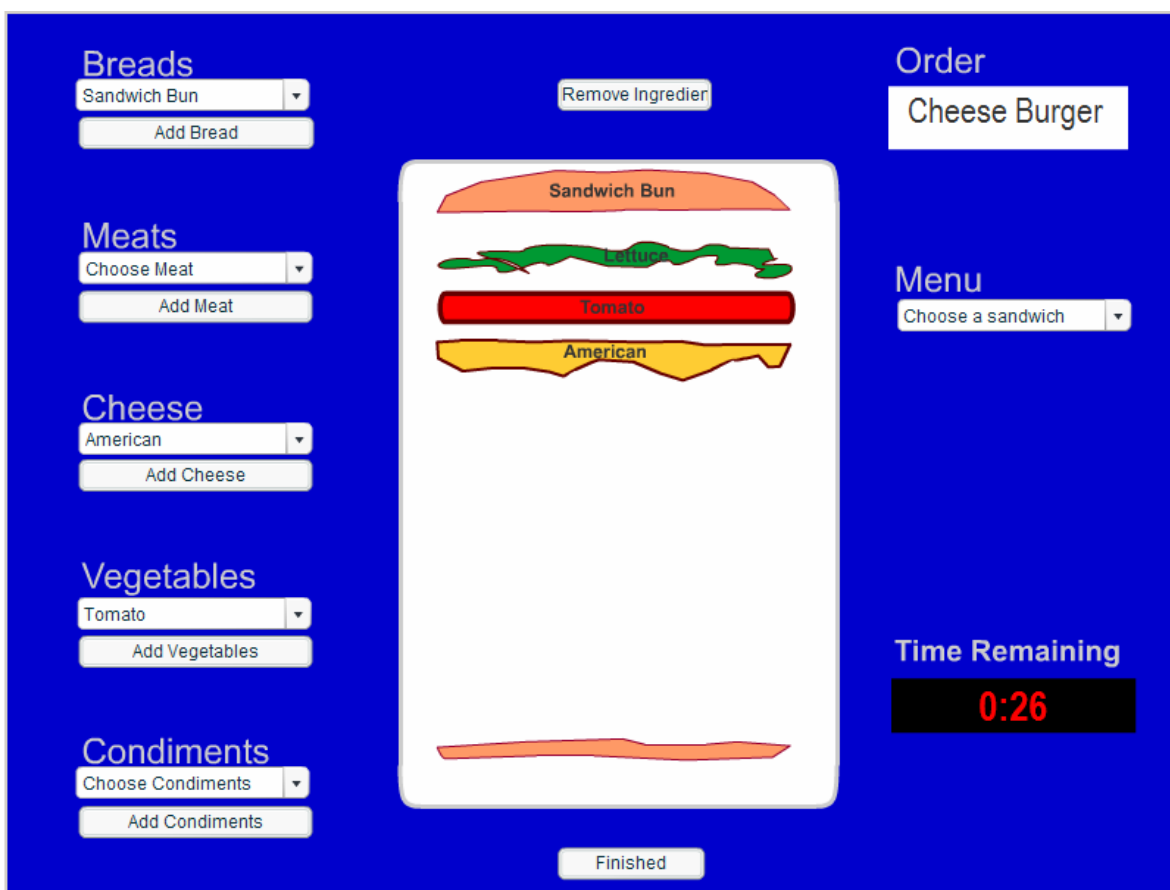 Breads
Sandwich Bun
Add Bread
Meats
Choose Meat
Add Meat
Cheese
American
Add Cheese
Vegetables
Tomato
Add Vegetables
Condiments
Choose Condiments
Add Condiments
Remove Ingredier
Sandwich Bun
Lettuce
Tomato
American
Finished
Order
Cheese Burger
Menu
Choose a sandwich
Time Remaining
0:26